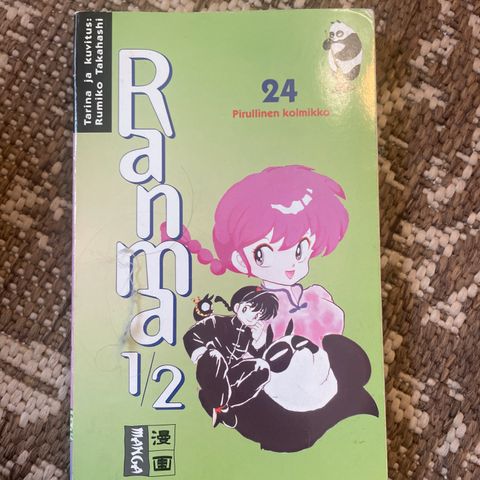 Tarina ja kuvitus:
Rumiko Takahashi
Ranma
1/2
24
Pirullinen kolmikko
MANGA
漫画